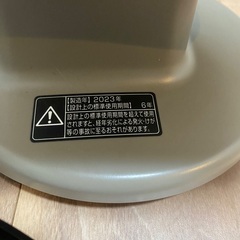 【製造年】2023年
【設計上の標準使用期間】 6年
設計上の標準使用期間を超えて使用
されますと、経年劣化による発火・けが
等の事故に至るおそれがあります。